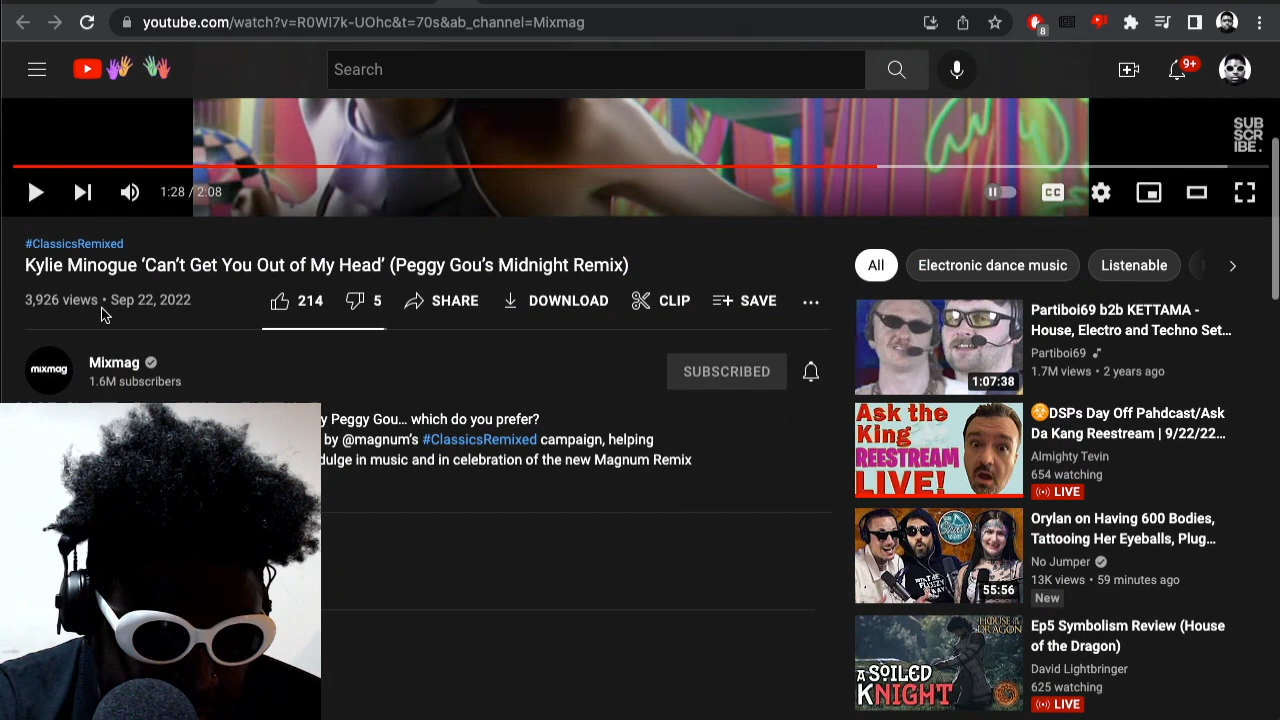 youtube.com/watch?v=R0WI7k-UOhc&t=70s&ab_channel=Mixmag
8
Search
9+
SUB
SCR
IBE.
1:28 / 2:08
CC
#ClassicsRemixed
Kylie Minogue ‘Can’t Get You Out of My Head’ (Peggy Gou’s Midnight Remix)
3,926 views • Sep 22, 2022
214
5
SHARE
DOWNLOAD
CLIP
SAVE
mixmag
Mixmag
1.6M subscribers
SUBSCRIBED
y Peggy Gou… which do you prefer?
by @magnum’s #ClassicsRemixed campaign, helping
dulge in music and in celebration of the new Magnum Remix
All
Electronic dance music
Listenable
1:07:38
Partiboi69 b2b KETTAMA -
House, Electro and Techno Set…
Partiboi69
1.7M views • 2 years ago
Ask the
King
REESTREAM
LIVE!
☣DSPs Day Off Pahdcast/Ask
Da Kang Reestream | 9/22/22…
Almighty Tevin
654 watching
LIVE
55:56
Orylan on Having 600 Bodies,
Tattooing Her Eyeballs, Plug…
No Jumper
13K views • 59 minutes ago
New
HOUSE OF THE
DRAGON
A SOILED
KNIGHT
Ep5 Symbolism Review (House
of the Dragon)
David Lightbringer
625 watching
LIVE